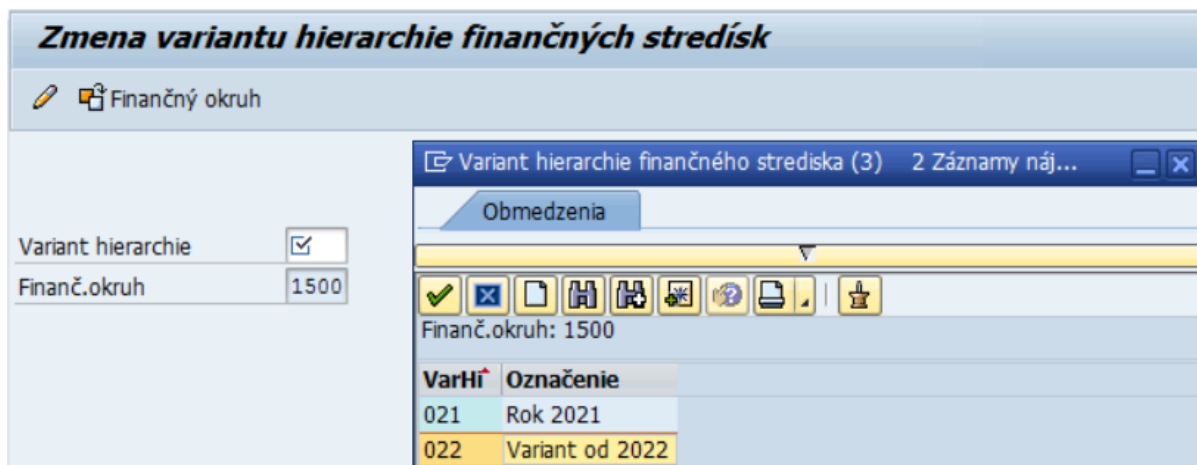 Zmena variantu hierarchie finančných stredísk
Finančný okruh
Variant hierarchie finančného strediska (3) 2 Záznamy náj...
Obmedzenia
Variant hierarchie
Finanč.okruh 1500
Finanč.okruh: 1500
VarHi Označenie
021 Rok 2021
022 Variant od 2022